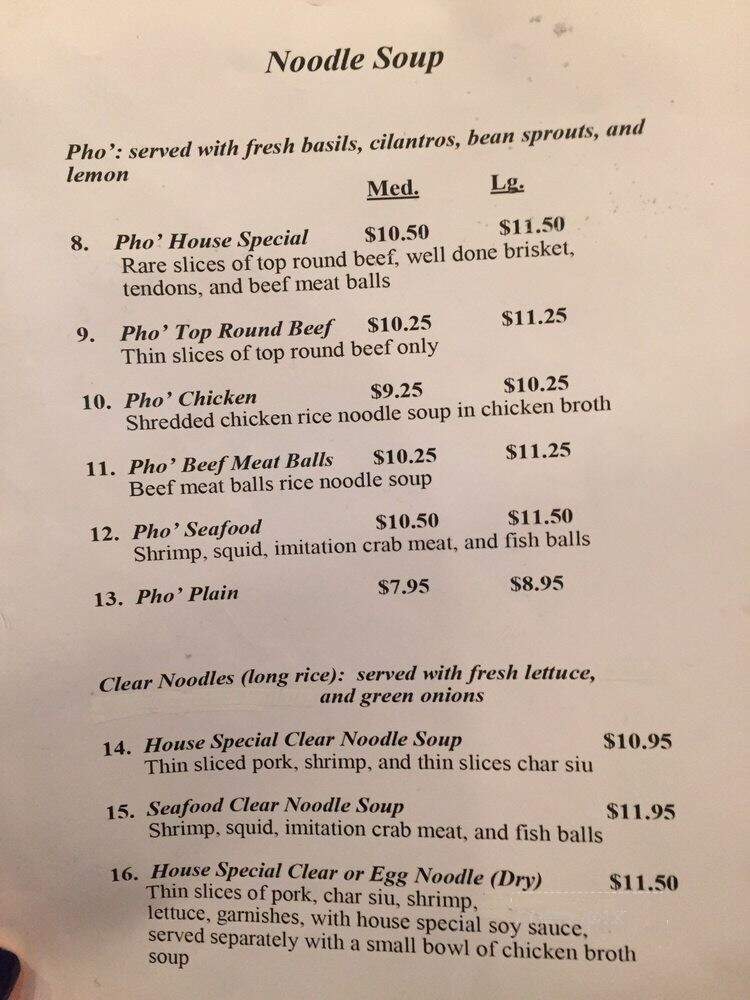 Noodle Soup
Pho': served with fresh basils, cilantros, bean sprouts, and
lemon
Med. Lg.
8. Pho' House Special $10.50 $11.50
Rare slices of top round beef, well done brisket,
tendons, and beef meat balls
9. Pho' Top Round Beef $10.25 $11.25
Thin slices of top round beef only
10. Pho' Chicken $9.25 $10.25
Shredded chicken rice noodle soup in chicken broth
11. Pho' Beef Meat Balls $10.25 $11.25
Beef meat balls rice noodle soup
12. Pho' Seafood $10.50 $11.50
Shrimp, squid, imitation crab meat, and fish balls
13. Pho' Plain $7.95 $8.95
Clear Noodles (long rice): served with fresh lettuce,
and green onions
14. House Special Clear Noodle Soup $10.95
Thin sliced pork, shrimp, and thin slices char siu
15. Seafood Clear Noodle Soup $11.95
Shrimp, squid, imitation crab meat, and fish balls
16. House Special Clear or Egg Noodle (Dry) $11.50
Thin slices of pork, char siu, shrimp,
lettuce, garnishes, with house special soy sauce,
served separately with a small bowl of chicken broth
soup